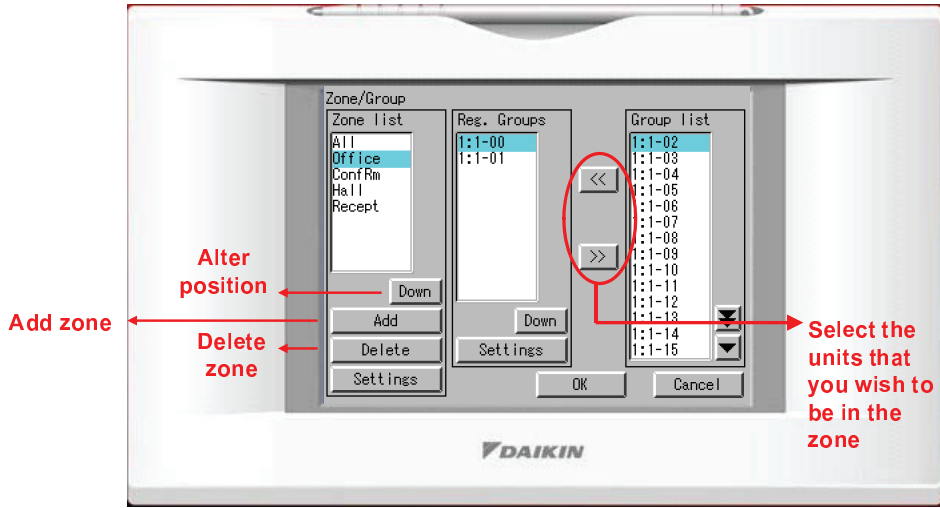 Zone/Group
Zone list
All
Office
ConfRm
Hall
Recept
Down
Add
Delete
Settings
Reg. Groups
1:1-00
1:1-01
Down
Settings
<<
>>
Group list
1:1-02
1:1-03
1:1-04
1:1-05
1:1-06
1:1-07
1:1-08
1:1-09
1:1-10
1:1-11
1:1-12
1:1-13
1:1-14
1:1-15
OK
Cancel
Alter
position
Add zone
Delete
zone
Select the
units that
you wish to
be in the
zone
DAIKIN